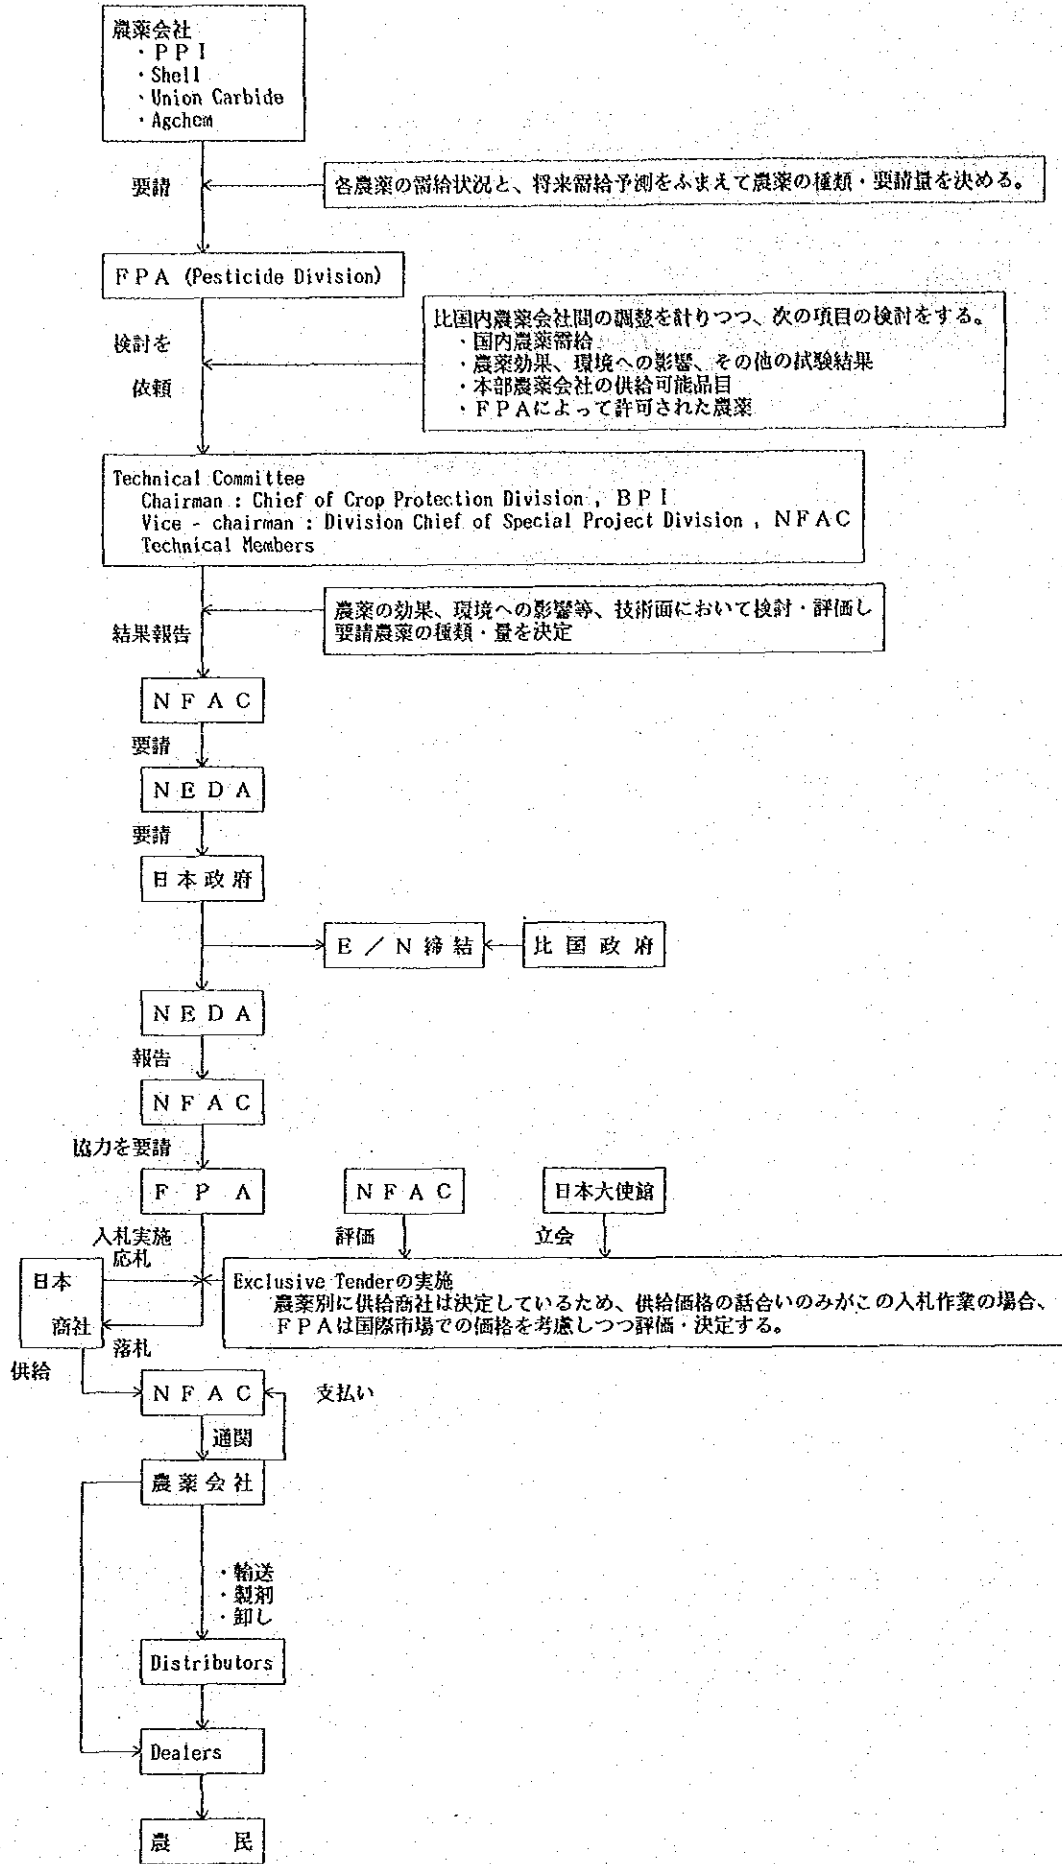 農薬会社
・PPI
・Shell
・Union Carbide
・Agchem
要請
各農薬の需給状況と、将来需給予測をふまえて農薬の種類・要請量を決める。
FPA (Pesticide Division)
検討を
依頼
比国内農薬会社間の調整を計りつつ、次の項目の検討をする。
・国内農薬需給
・農薬効果、環境への影響、その他の試験結果
・本部農薬会社の供給可能品目
・FPAによって許可された農薬
Technical Committee
Chairman : Chief of Crop Protection Division , BPI
Vice - chairman : Division Chief of Special Project Division , NFAC
Technical Members
結果報告
農薬の効果、環境への影響等、技術面において検討・評価し
要請農薬の種類・量を決定
NFAC
要請
NEDA
要請
日本政府
E/N締結
比国政府
NEDA
報告
NFAC
協力を要請
FPA
NFAC
日本大使館
入札実施
応札
評価
立会
日本
商社
Exclusive Tenderの実施
農薬別に供給商社は決定しているため、供給価格の話合いのみがこの入札作業の場合、
FPAは国際市場での価格を考慮しつつ評価・決定する。
落札
供給
NFAC
支払い
通関
農薬会社
・輸送
・製剤
・卸し
Distributors
Dealers
農 民